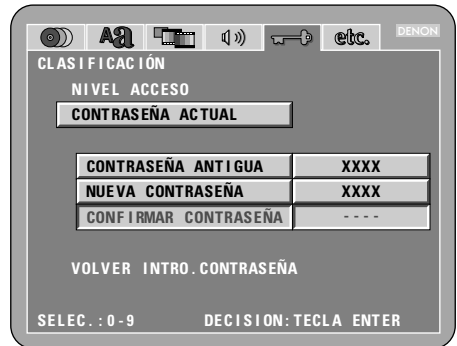 Aa etc. DENON
CLASIFICACIÓN
NIVEL ACCESO
CONTRASEÑA ACTUAL
CONTRASEÑA ANTIGUA XXXX
NUEVA CONTRASEÑA XXXX
CONFIRMAR CONTRASEÑA ----
VOLVER INTRO.CONTRASEÑA
SELEC.:0-9 DECISION:TECLA ENTER